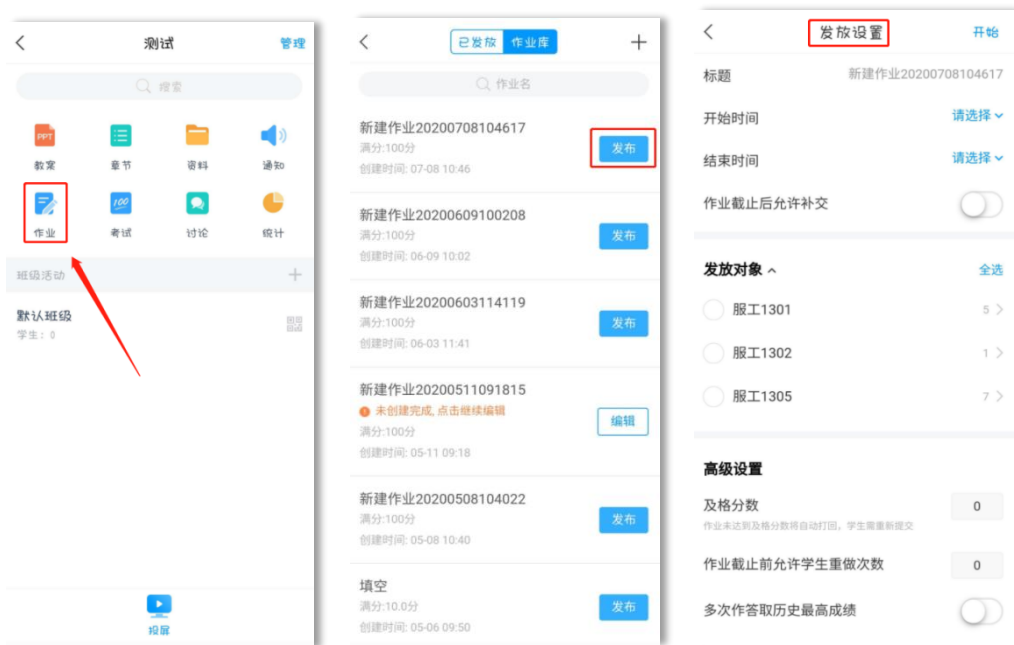 测试
管理
搜索
PPT
教案
章节
资料
通知
100
作业
考试
讨论
统计
班级活动
默认班级
学生：0
投屏
已发放
作业库
作业名
新建作业20200708104617
满分:100分
创建时间: 07-08 10:46
发布
新建作业20200609100208
满分:100分
创建时间: 06-09 10:02
发布
新建作业20200603114119
满分:100分
创建时间: 06-03 11:41
发布
新建作业20200511091815
未创建完成, 点击继续编辑
满分:100分
创建时间: 05-11 09:18
编辑
新建作业20200508104022
满分:100分
创建时间: 05-08 10:40
发布
填空
满分:10.0分
创建时间: 05-06 09:50
发布
发放设置
开始
标题 新建作业20200708104617
开始时间 请选择
结束时间 请选择
作业截止后允许补交
发放对象 全选
服工1301 5
服工1302 1
服工1305 7
高级设置
及格分数 0
作业未达到及格分数将自动打回，学生需重新提交
作业截止前允许学生重做次数 0
多次作答取历史最高成绩